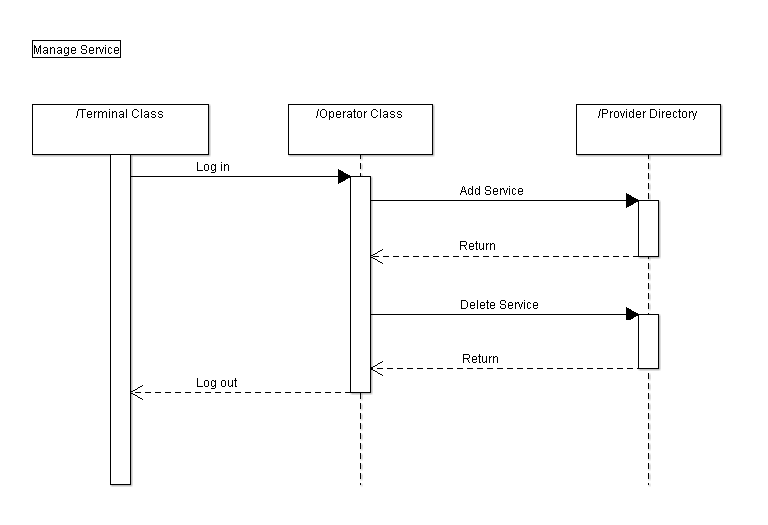 Manage Service
/Terminal Class
/Operator Class
/Provider Directory
Log in
Add Service
Return
Delete Service
Return
Log out